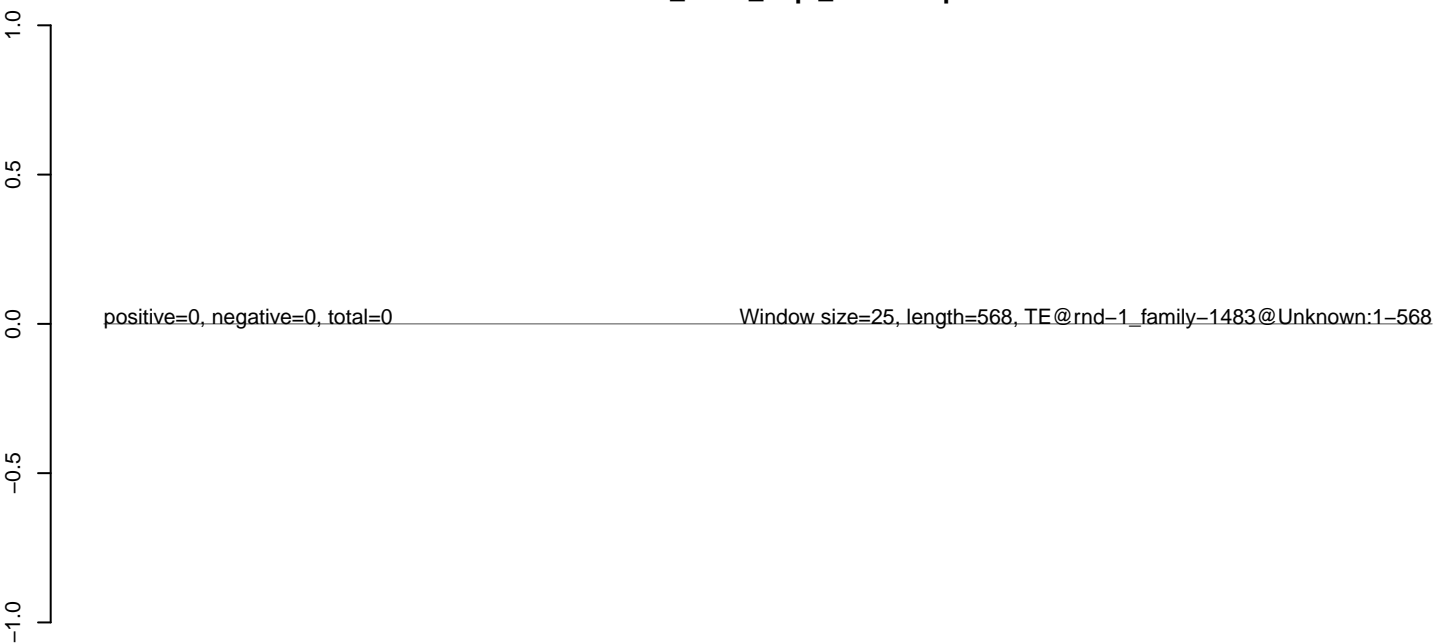 1.0
0.5
0.0
−0.5
−1.0
positive=0, negative=0, total=0
Window size=25, length=568, TE@rnd−1_family−1483@Unknown:1−568